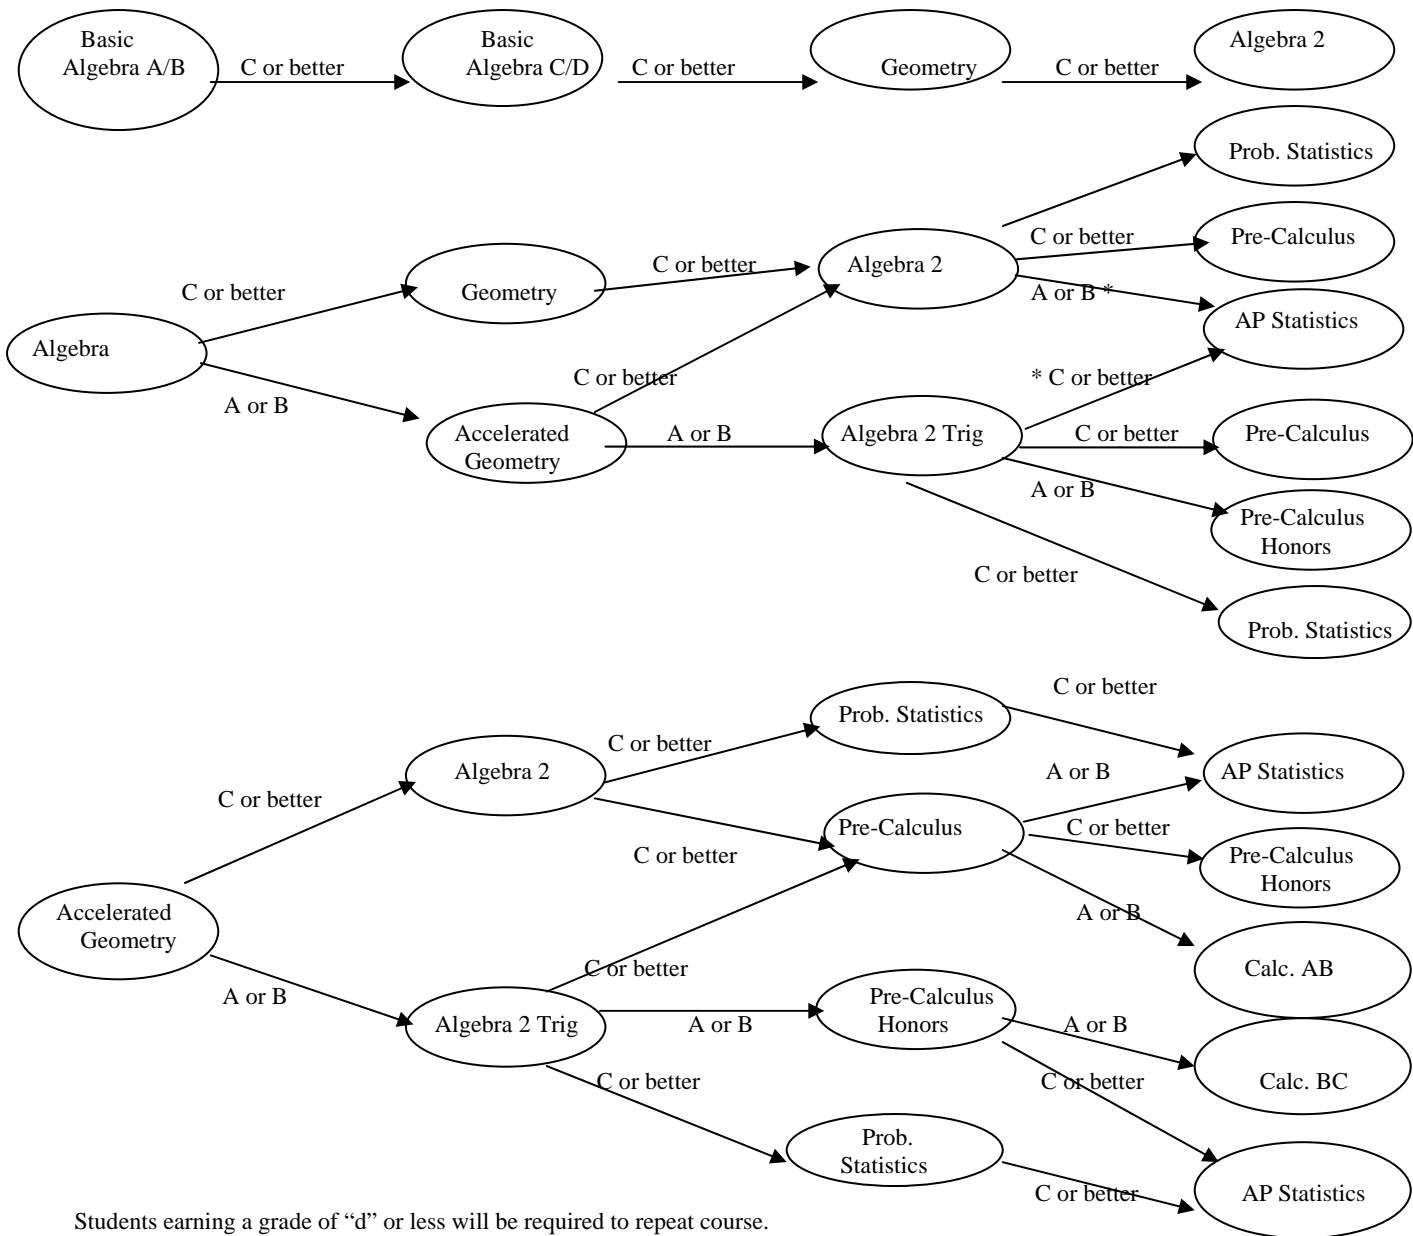 Basic
Algebra A/B
C or better
Basic
Algebra C/D
C or better
Geometry
C or better
Algebra 2
Prob. Statistics
C or better
Pre-Calculus
C or better
Algebra 2
A or B *
AP Statistics
C or better
Geometry
Algebra
C or better
* C or better
A or B
Accelerated
Geometry
A or B
Algebra 2 Trig
C or better
Pre-Calculus
A or B
Pre-Calculus
Honors
C or better
Prob. Statistics
C or better
Prob. Statistics
C or better
Algebra 2
A or B
AP Statistics
C or better
Pre-Calculus
C or better
C or better
Pre-Calculus
Honors
Accelerated
Geometry
A or B
C or better
Calc. AB
A or B
Algebra 2 Trig
A or B
Pre-Calculus
Honors
A or B
C or better
C or better
Calc. BC
Prob.
Statistics
C or better
AP Statistics
Students earning a grade of “d” or less will be required to repeat course.